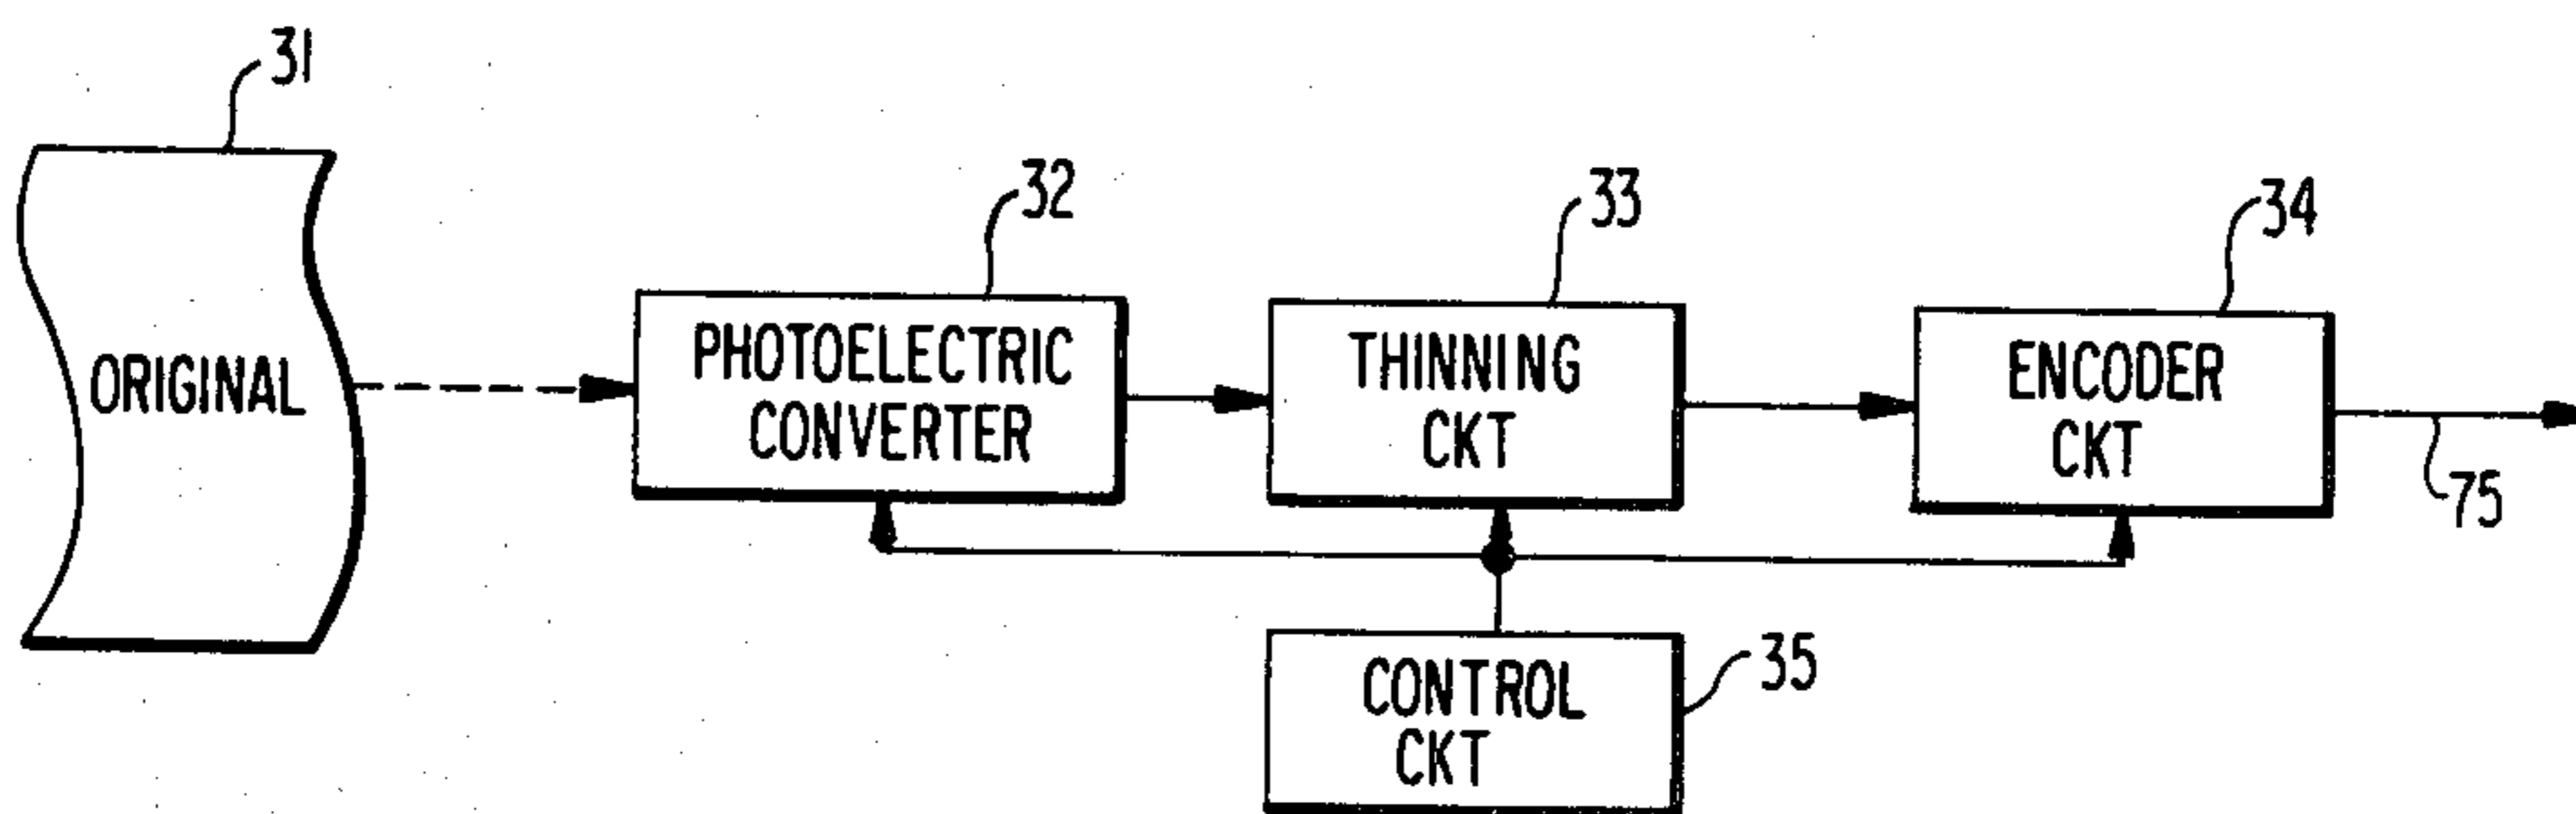 31
32
33
34
ORIGINAL
PHOTOELECTRIC
CONVERTER
THINNING
CKT
ENCODER
CKT
75
CONTROL
CKT
35